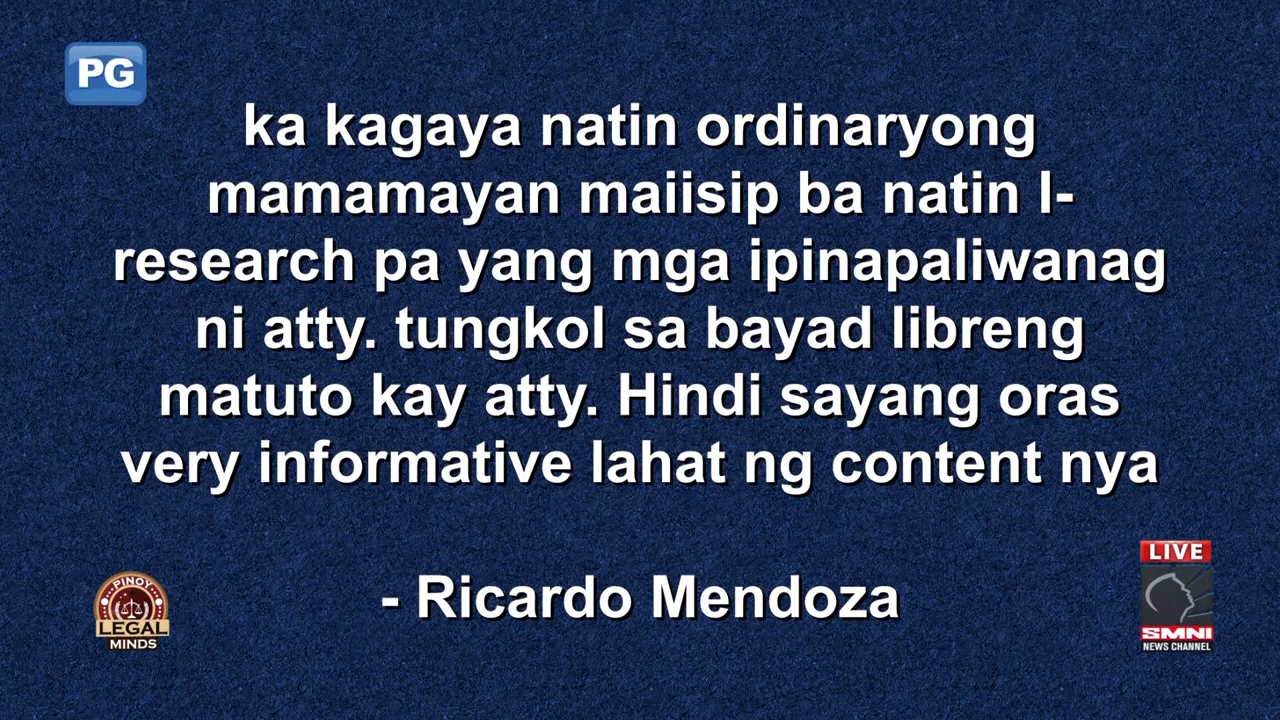 PG
ka kagaya natin ordinaryong
mamamayan maiisip ba natin I-
research pa yang mga ipinapaliwanag
ni atty. tungkol sa bayad libreng
matuto kay atty. Hindi sayang oras
very informative lahat ng content nya
- Ricardo Mendoza
PINOY
LEGAL
MINDS
LIVE
SMNI
NEWS CHANNEL